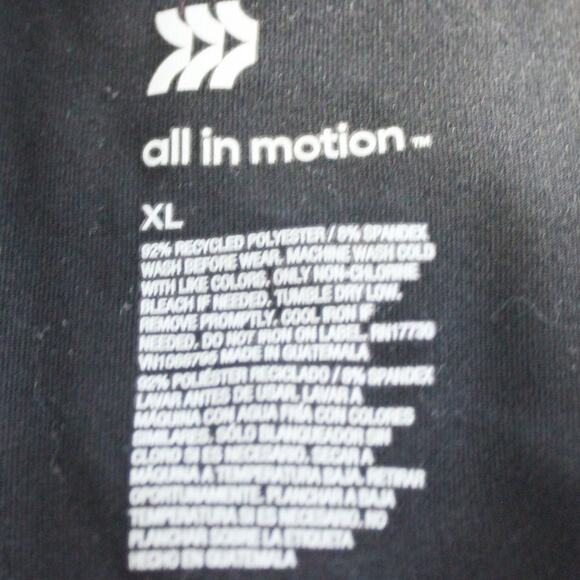 all in motion™
XL
92% RECYCLED POLYESTER / 8% SPANDEX
WASH BEFORE WEAR. MACHINE WASH COLD
WITH LIKE COLORS. ONLY NON-CHLORINE
BLEACH IF NEEDED. TUMBLE DRY LOW.
REMOVE PROMPTLY. COOL IRON IF
NEEDED. DO NOT IRON ON LABEL.
MADE IN GUATEMALA
92% POLIÉSTER RECICLADO / 8% SPANDEX
LAVAR ANTES DE USAR. LAVAR A
MÁQUINA CON AGUA FRÍA CON COLORES
SIMILARES. SÓLO BLANQUEADOR SIN
CLORO SI ES NECESARIO. SECAR A
MÁQUINA A TEMPERATURA BAJA. RETIRAR
OPORTUNAMENTE. PLANCHAR A BAJA
TEMPERATURA SI ES NECESARIO. NO
PLANCHAR SOBRE LA ETIQUETA
HECHO EN GUATEMALA